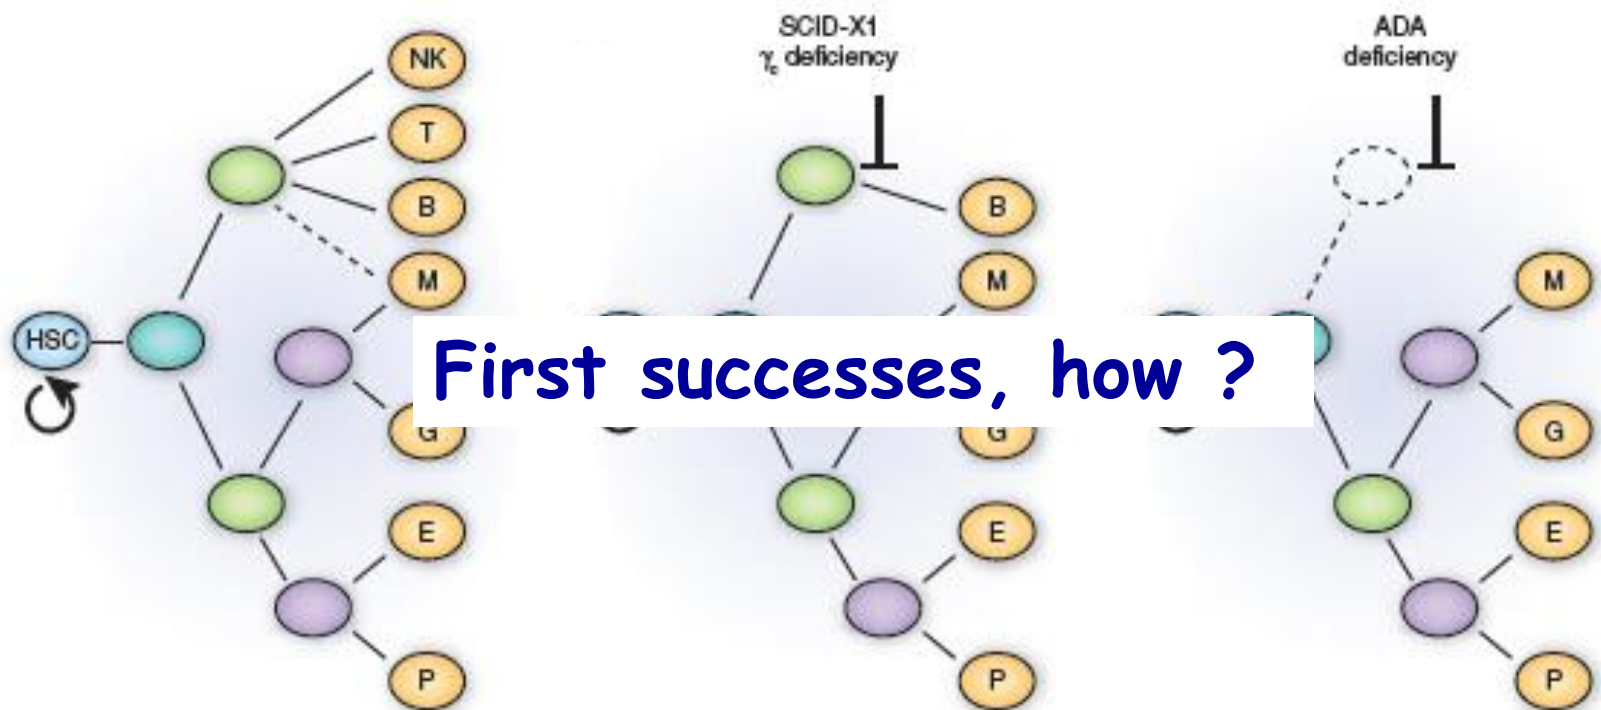 SCID-X1
γc deficiency
ADA
deficiency
NK
T
B
M
HSC
G
E
P
B
M
G
E
P
M
G
E
P
First successes, how ?